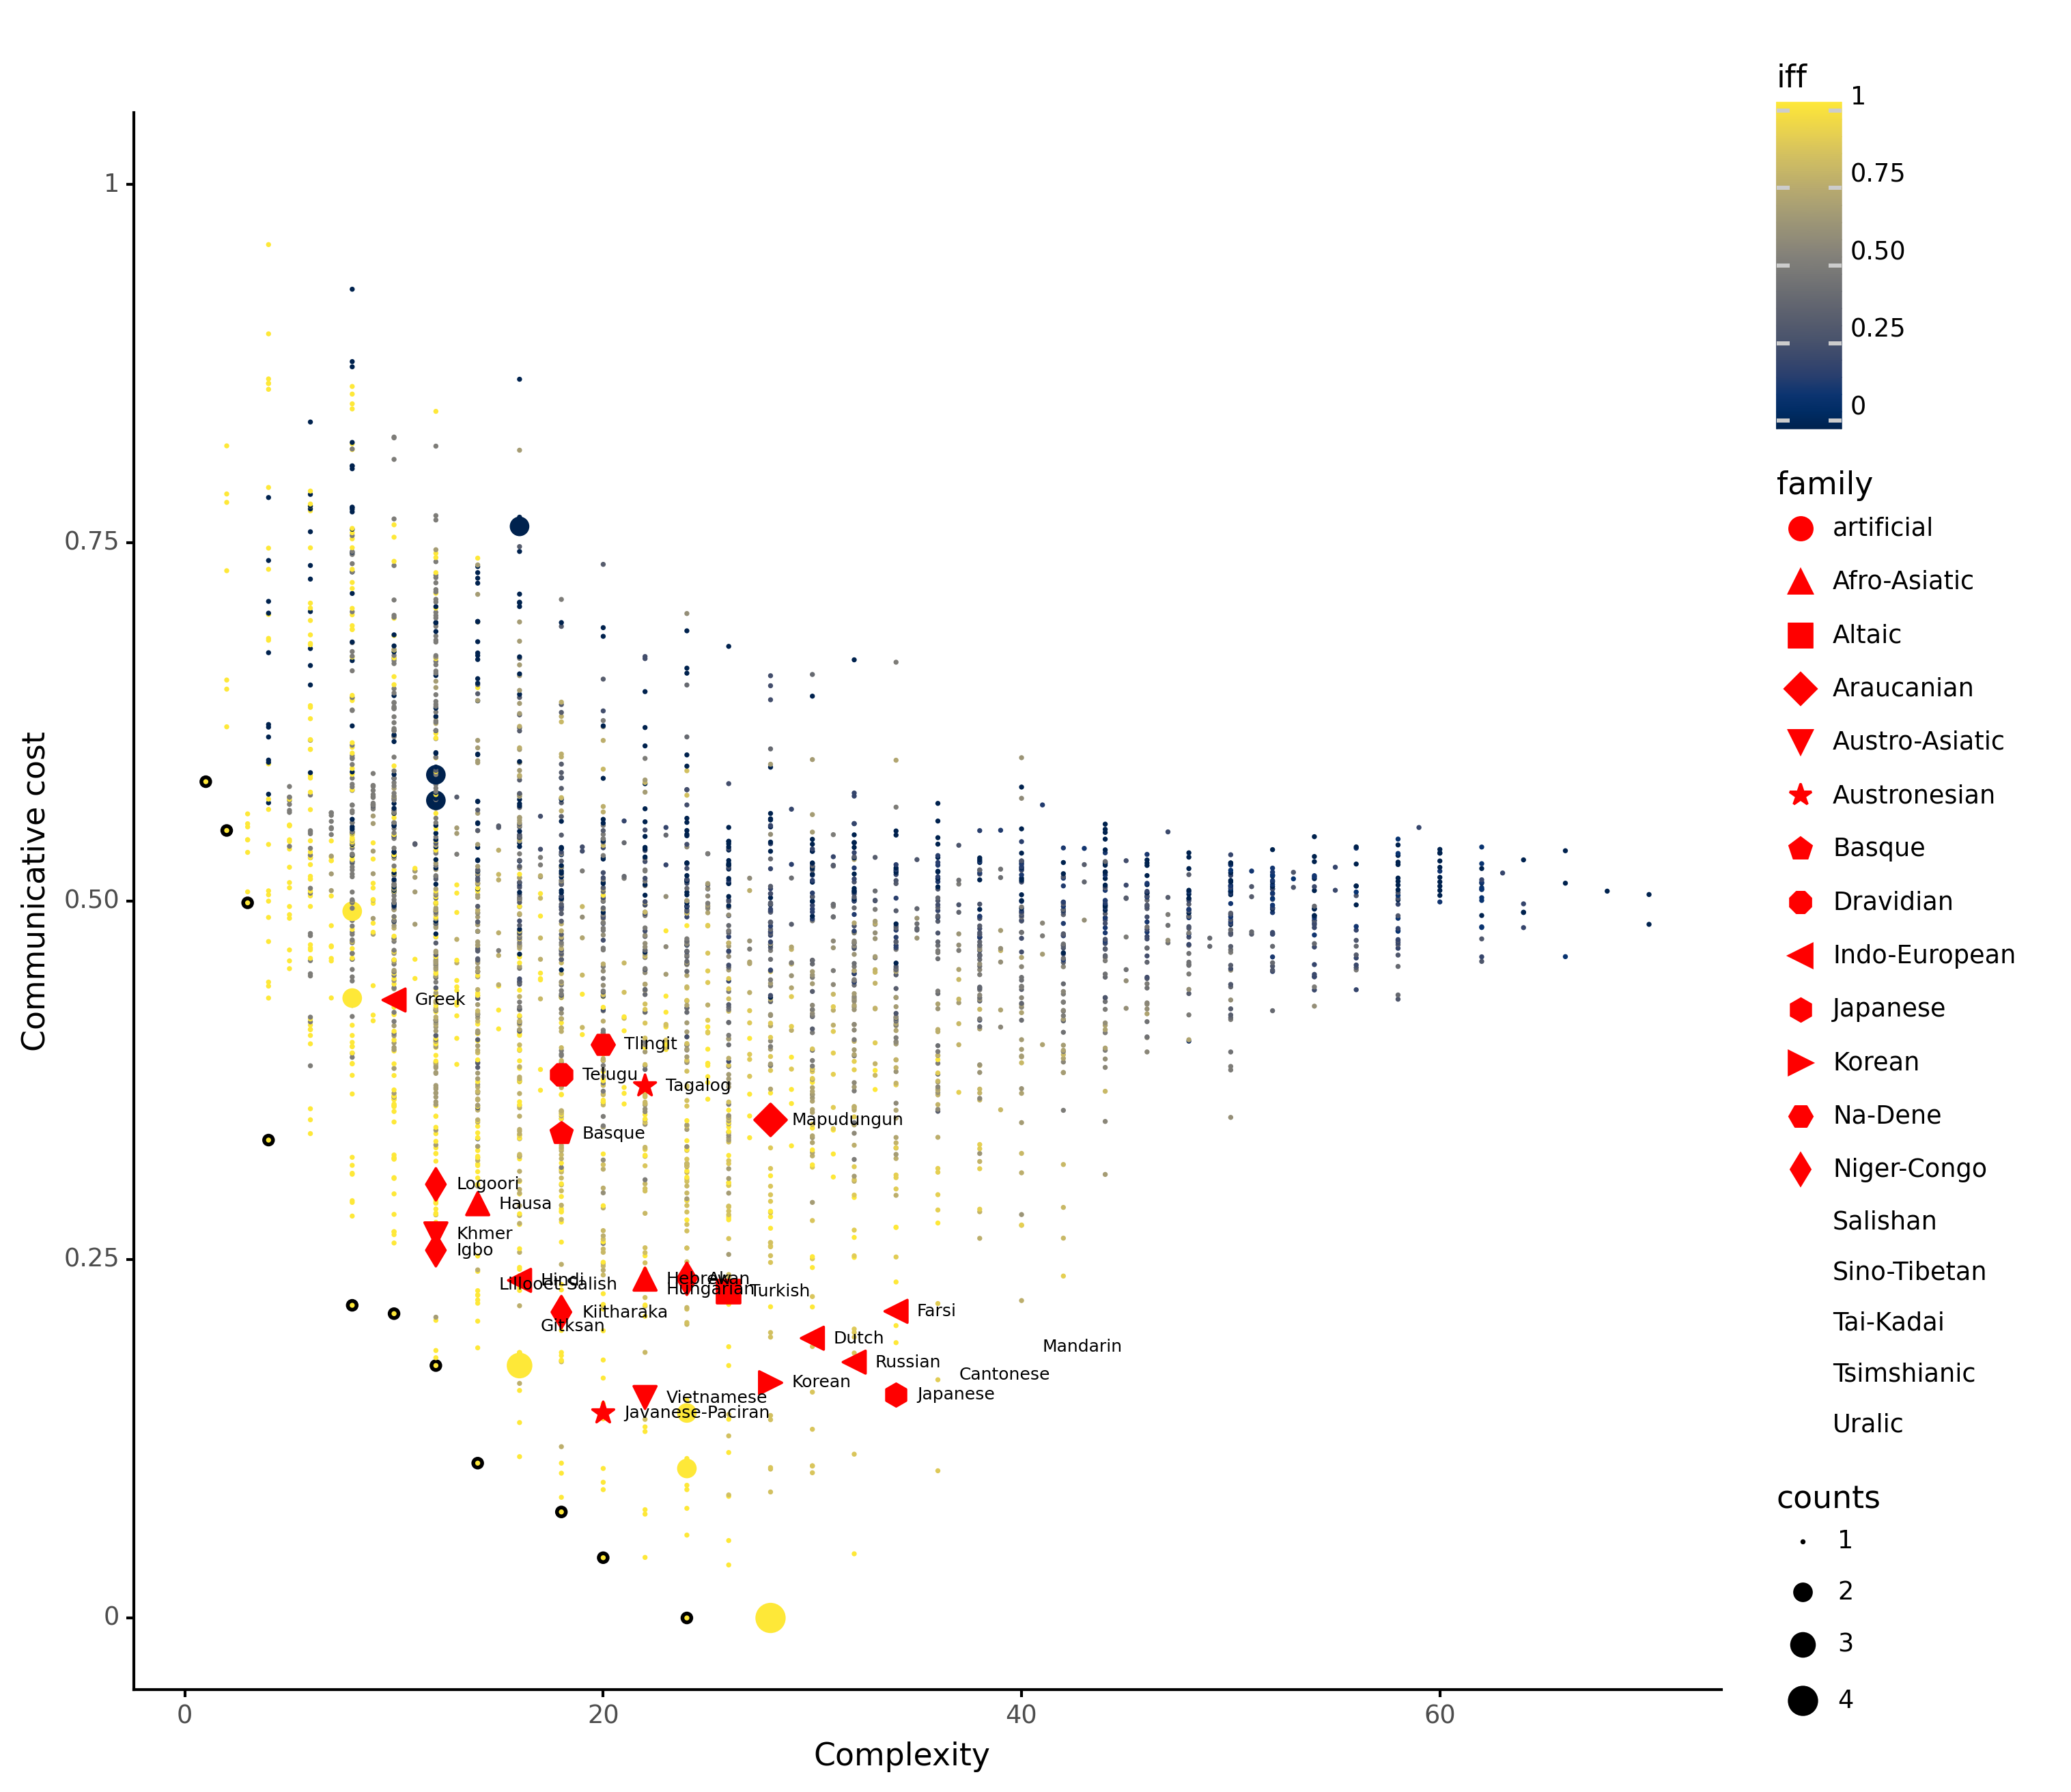 iff
1
0.75
0.50
0.25
0
family
artificial
Afro-Asiatic
Altaic
Araucanian
Austro-Asiatic
Austronesian
Basque
Dravidian
Indo-European
Japanese
Korean
Na-Dene
Niger-Congo
Salishan
Sino-Tibetan
Tai-Kadai
Tsimshianic
Uralic
counts
1
2
3
4
Communicative cost
1
0.75
0.50
0.25
0
Greek
Tlingit
Telugu
Tagalog
Mapudungun
Basque
Logoori
Hausa
Khmer
Igbo
Hindi
Lillooet-Salish
Hebrew
Hungarian
Turkish
Kiitharaka
Gitksan
Farsi
Dutch
Mandarin
Russian
Cantonese
Korean
Japanese
Vietnamese
Javanese-Paciran
0
20
40
60
Complexity